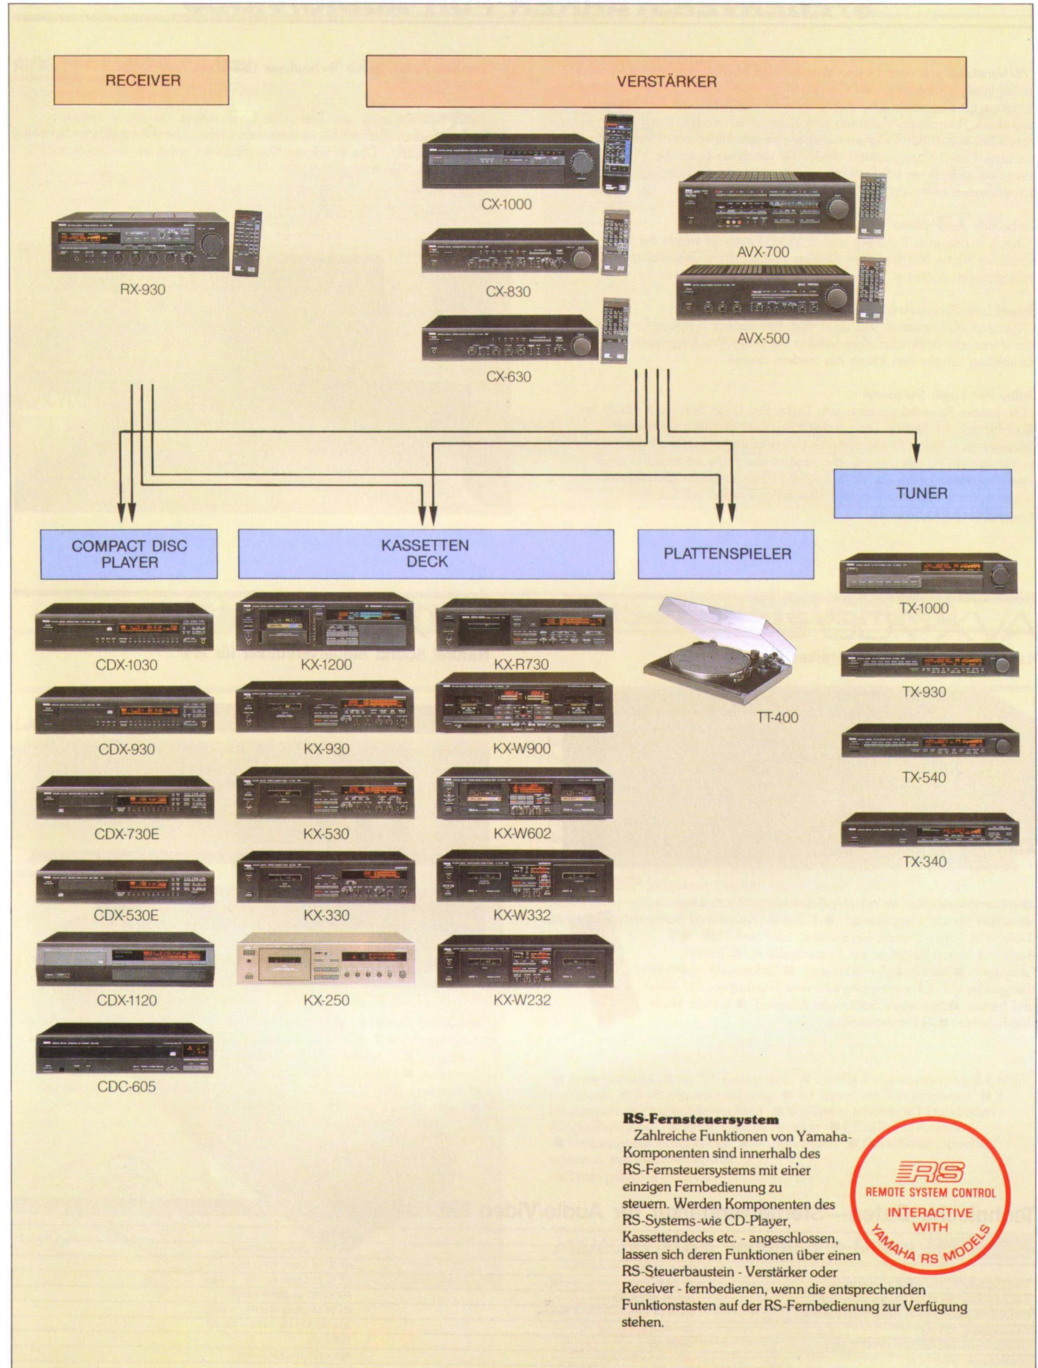 RECEIVER
VERSTÄRKER
CX-1000
AVX-700
RX-930
CX-830
AVX-500
CX-630
TUNER
COMPACT DISC
PLAYER
KASSETTEN
DECK
PLATTENSPIELER
CDX-1030
KX-1200
KX-R730
TT-400
TX-1000
CDX-930
KX-930
KX-W900
TX-930
CDX-730E
KX-530
KX-W602
TX-540
CDX-530E
KX-330
KX-W332
TX-340
CDX-1120
KX-250
KX-W232
CDC-605
RS-Fernsteuersystem
Zahlreiche Funktionen von Yamaha-
Komponenten sind innerhalb des
RS-Fernsteuersystems mit einer
einzigen Fernbedienung zu
steuern. Werden Komponenten des
RS-Systems-wie CD-Player,
Kassettendecks etc. - angeschlossen,
lassen sich deren Funktionen über einen
RS-Steuerbaustein - Verstärker oder
Receiver - fernbedienen, wenn die entsprechenden
Funktionstasten auf der RS-Fernbedienung zur Verfügung
stehen.
RS
REMOTE SYSTEM CONTROL
INTERACTIVE
WITH
YAMAHA RS MODELS